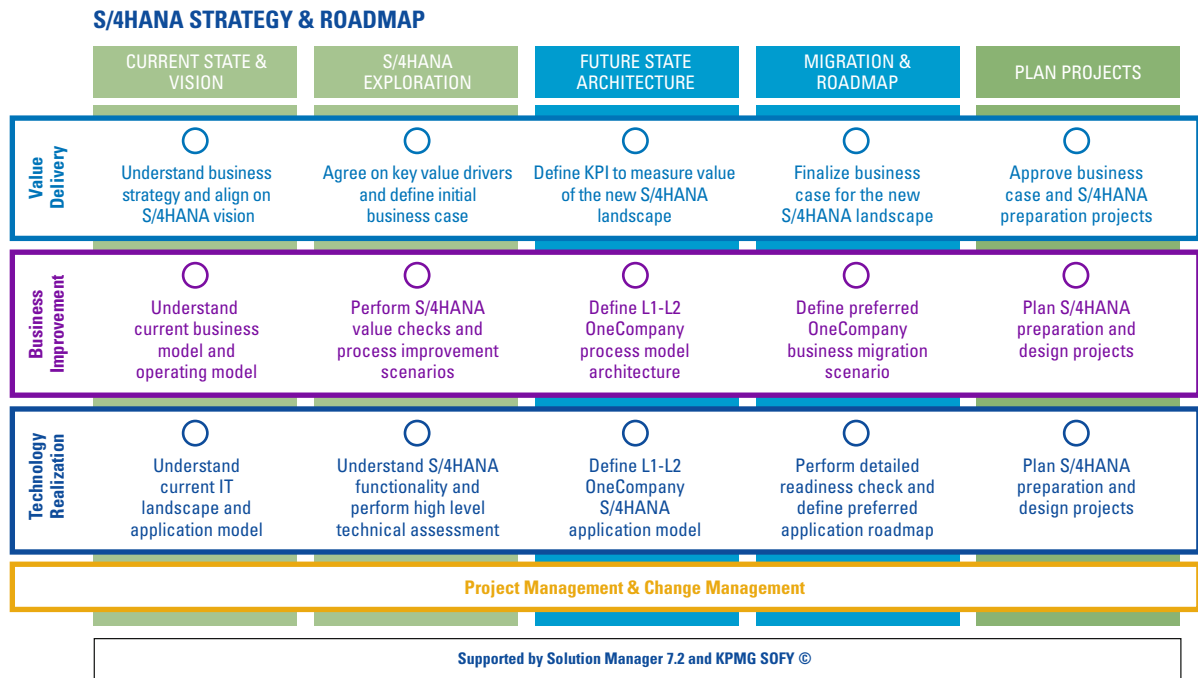 S/4HANA STRATEGY & ROADMAP
CURRENT STATE &
VISION
S/4HANA
EXPLORATION
FUTURE STATE
ARCHITECTURE
MIGRATION &
ROADMAP
PLAN PROJECTS
Value
Delivery
Understand business
strategy and align on
S/4HANA vision
Agree on key value drivers
and define initial
business case
Define KPI to measure value
of the new S/4HANA
landscape
Finalize business
case for the new
S/4HANA landscape
Approve business
case and S/4HANA
preparation projects
Business
Improvement
Understand
current business
model and
operating model
Perform S/4HANA
value checks and
process improvement
scenarios
Define L1-L2
OneCompany
process model
architecture
Define preferred
OneCompany
business migration
scenario
Plan S/4HANA
preparation and
design projects
Technology
Realization
Understand
current IT
landscape and
application model
Understand S/4HANA
functionality and
perform high level
technical assessment
Define L1-L2
OneCompany
S/4HANA
application model
Perform detailed
readiness check and
define preferred
application roadmap
Plan S/4HANA
preparation and
design projects
Project Management & Change Management
Supported by Solution Manager 7.2 and KPMG SOFY ©